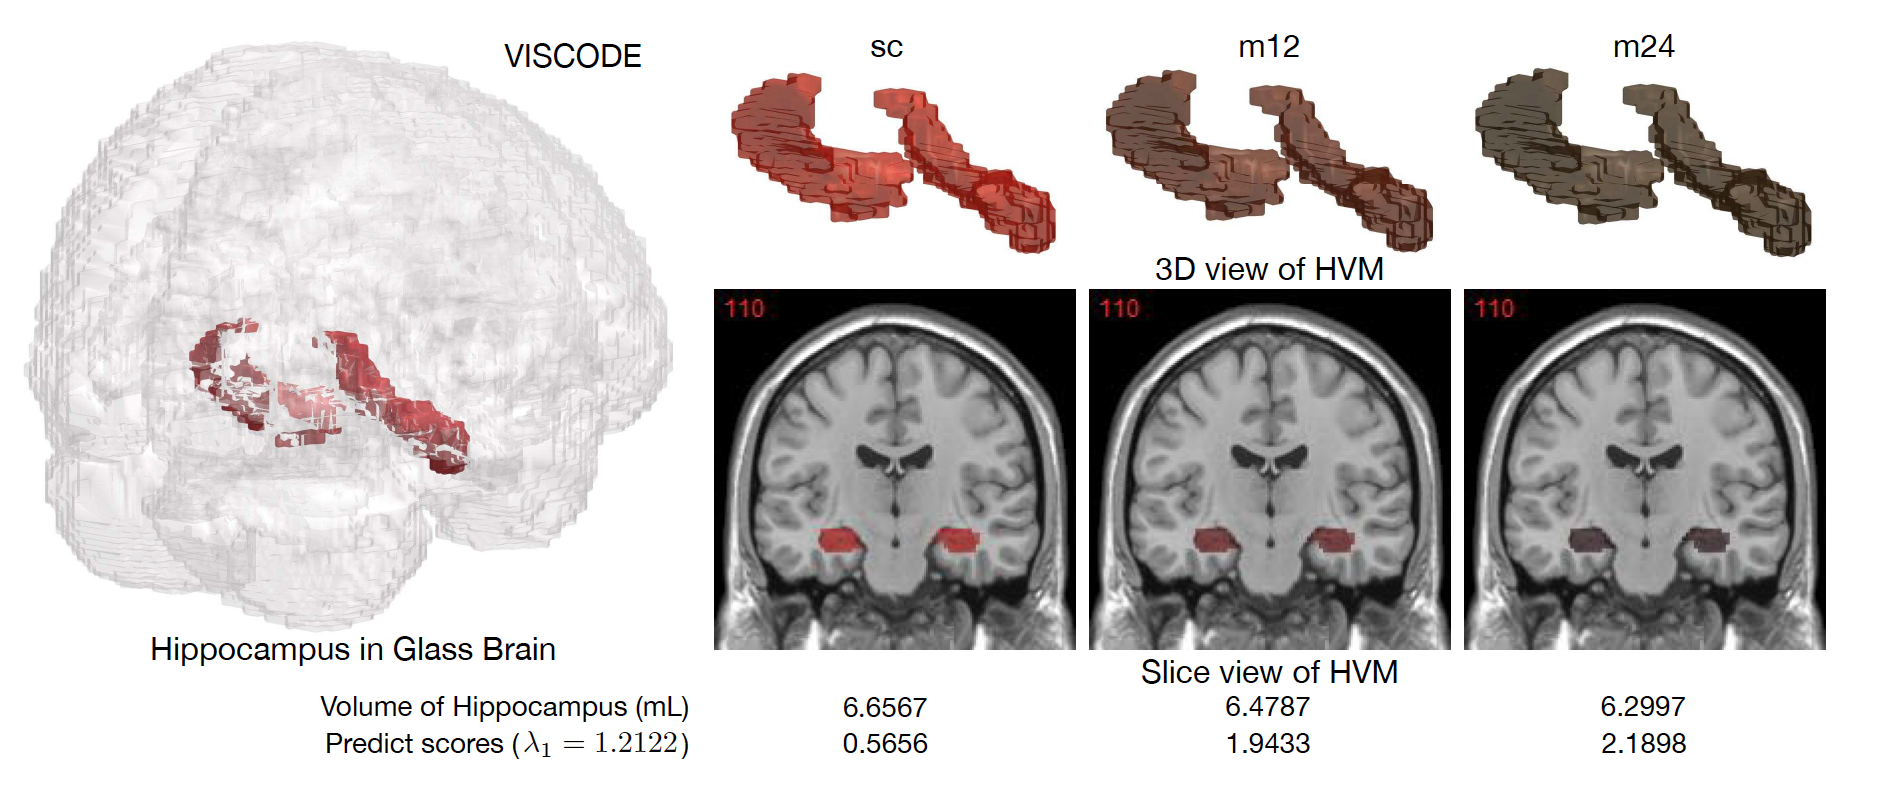 VISCODE
sc
m12
m24
3D view of HVM
110
110
110
Hippocampus in Glass Brain
Slice view of HVM
Volume of Hippocampus (mL) 6.6567 6.4787 6.2997
Predict scores (λ₁ = 1.2122) 0.5656 1.9433 2.1898